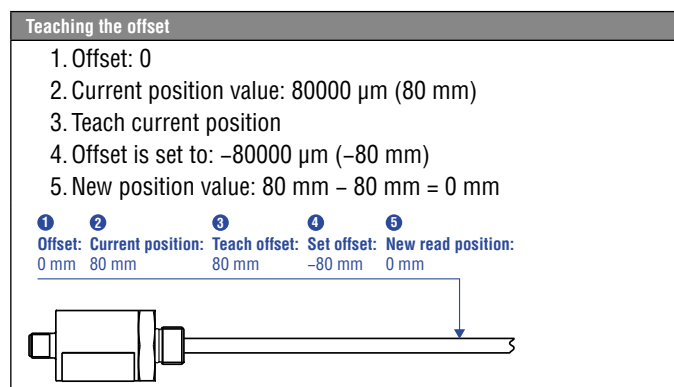 Teaching the offset
1. Offset: 0
2. Current position value: 80000 µm (80 mm)
3. Teach current position
4. Offset is set to: –80000 µm (–80 mm)
5. New position value: 80 mm – 80 mm = 0 mm
1 2 3 4 5
Offset: Current position: Teach offset: Set offset: New read position:
0 mm 80 mm 80 mm –80 mm 0 mm